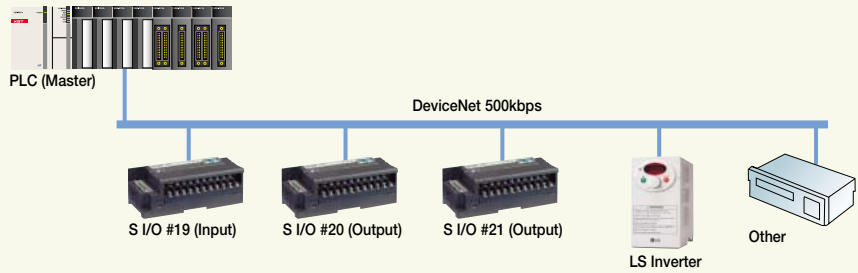 PLC (Master)
DeviceNet 500kbps
S I/O #19 (Input)
S I/O #20 (Output)
S I/O #21 (Output)
LS Inverter
Other